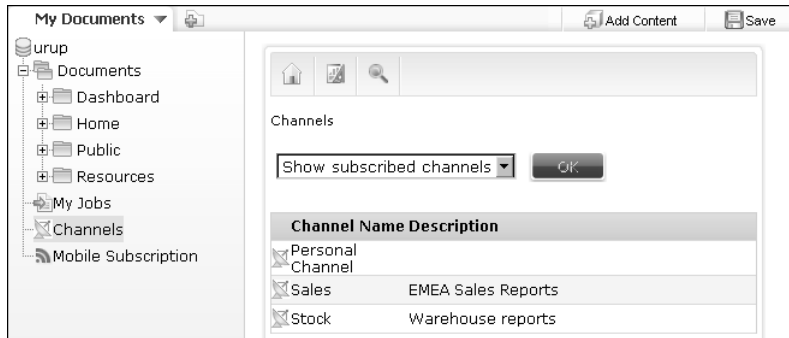 My Documents
Add Content
Save
urup
Documents
Dashboard
Home
Public
Resources
My Jobs
Channels
Mobile Subscription
Channels
Show subscribed channels
OK
Channel Name Description
Personal
Channel
Sales EMEA Sales Reports
Stock Warehouse reports